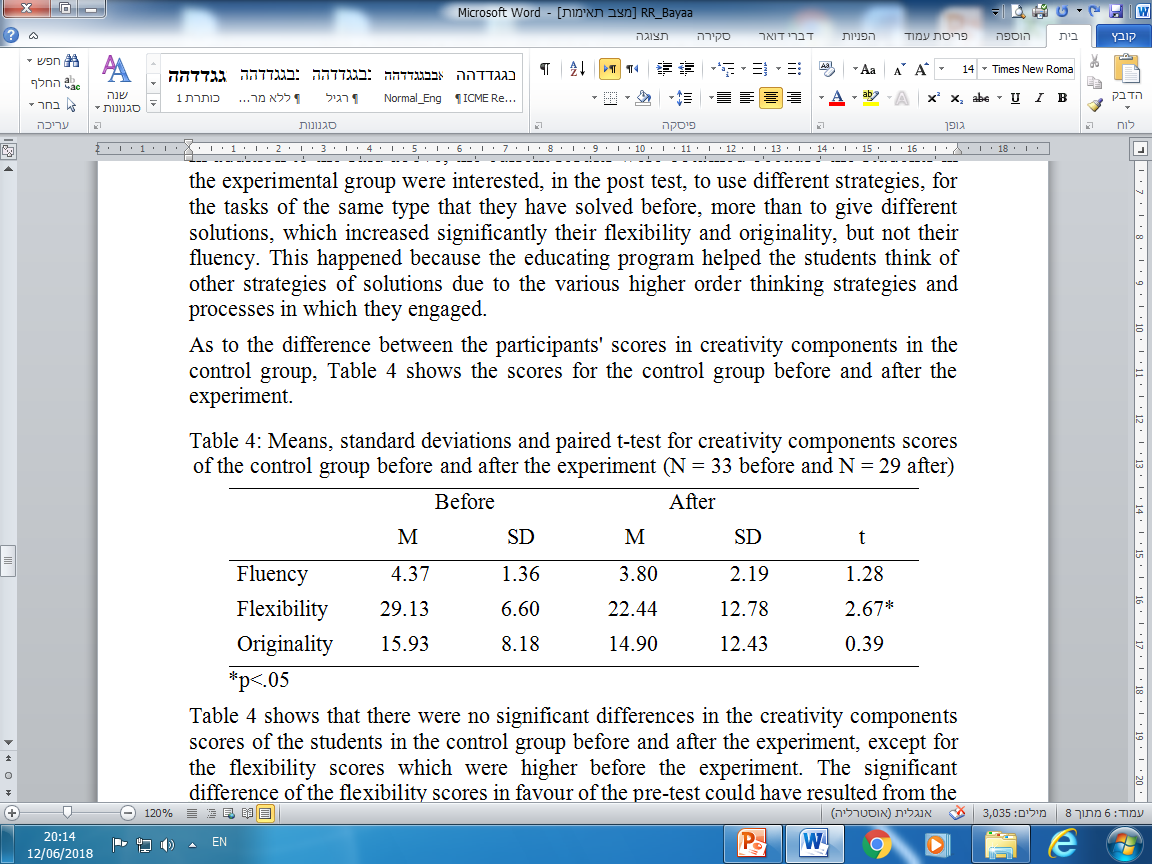 Microsoft Word - [מצב תאימות] RR_Bayaa
קובץ בית הוספה פריסת עמוד הפניות דברי דואר סקירה תצוגה
הדבק
Times New Roma 14
לוח
גופן
פיסקה
סגנונות
עריכה
גגדדהה
כותרת 1
אבגגדדהה
ללא מר... ¶
אבגגדדהה
רגיל ¶
אבגגדדהה
Normal_Eng
אבגגדדהה
ICME Re... ¶
שנה
סגנונות
חפש
החלף
בחר
the experimental group were interested, in the post test, to use different strategies, for
the tasks of the same type that they have solved before, more than to give different
solutions, which increased significantly their flexibility and originality, but not their
fluency. This happened because the educating program helped the students think of
other strategies of solutions due to the various higher order thinking strategies and
processes in which they engaged.
As to the difference between the participants' scores in creativity components in the
control group, Table 4 shows the scores for the control group before and after the
experiment.
Table 4: Means, standard deviations and paired t-test for creativity components scores
of the control group before and after the experiment (N = 33 before and N = 29 after)
Before After
M SD M SD t
Fluency 4.37 1.36 3.80 2.19 1.28
Flexibility 29.13 6.60 22.44 12.78 2.67*
Originality 15.93 8.18 14.90 12.43 0.39
*p<.05
Table 4 shows that there were no significant differences in the creativity components
scores of the students in the control group before and after the experiment, except for
the flexibility scores which were higher before the experiment. The significant
difference of the flexibility scores in favour of the pre-test could have resulted from the
עמוד: 6 מתוך 8 מילים: 3,035 אנגלית (אוסטרליה) 120%
20:14
12/06/2018
EN